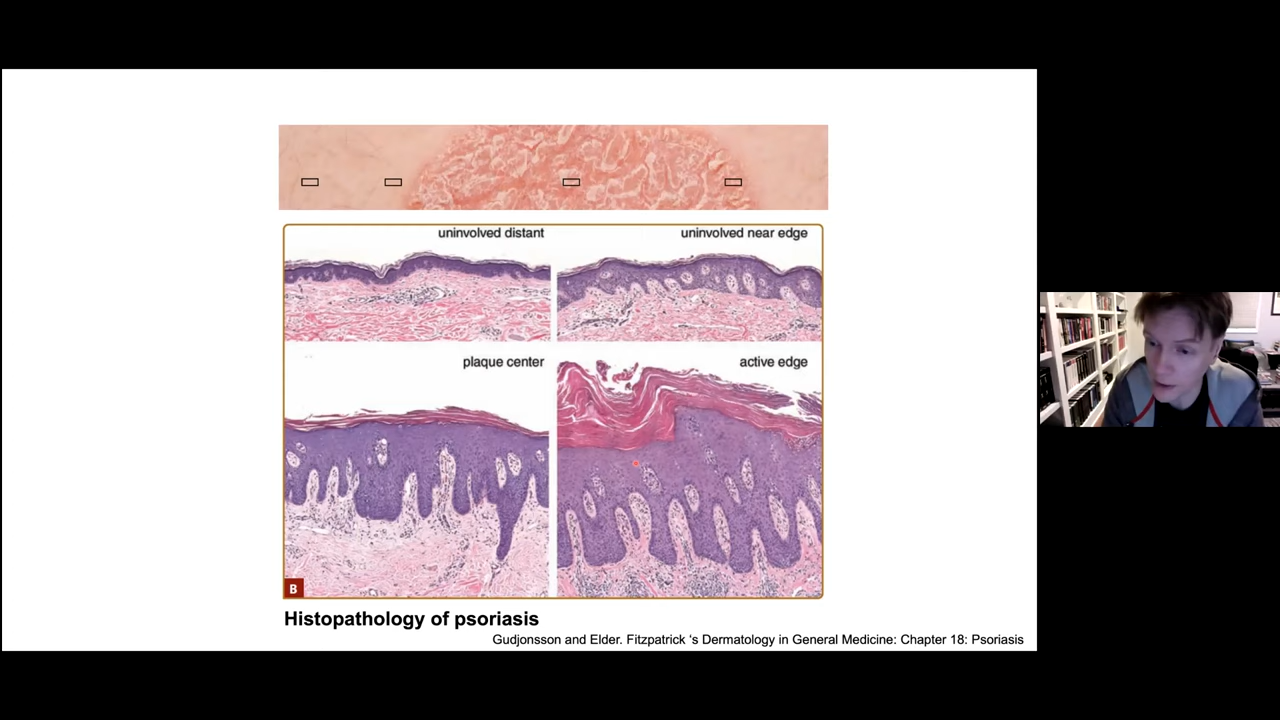 uninvolved distant
uninvolved near edge
plaque center
active edge
B
Histopathology of psoriasis
Gudjonsson and Elder. Fitzpatrick ‘s Dermatology in General Medicine: Chapter 18: Psoriasis